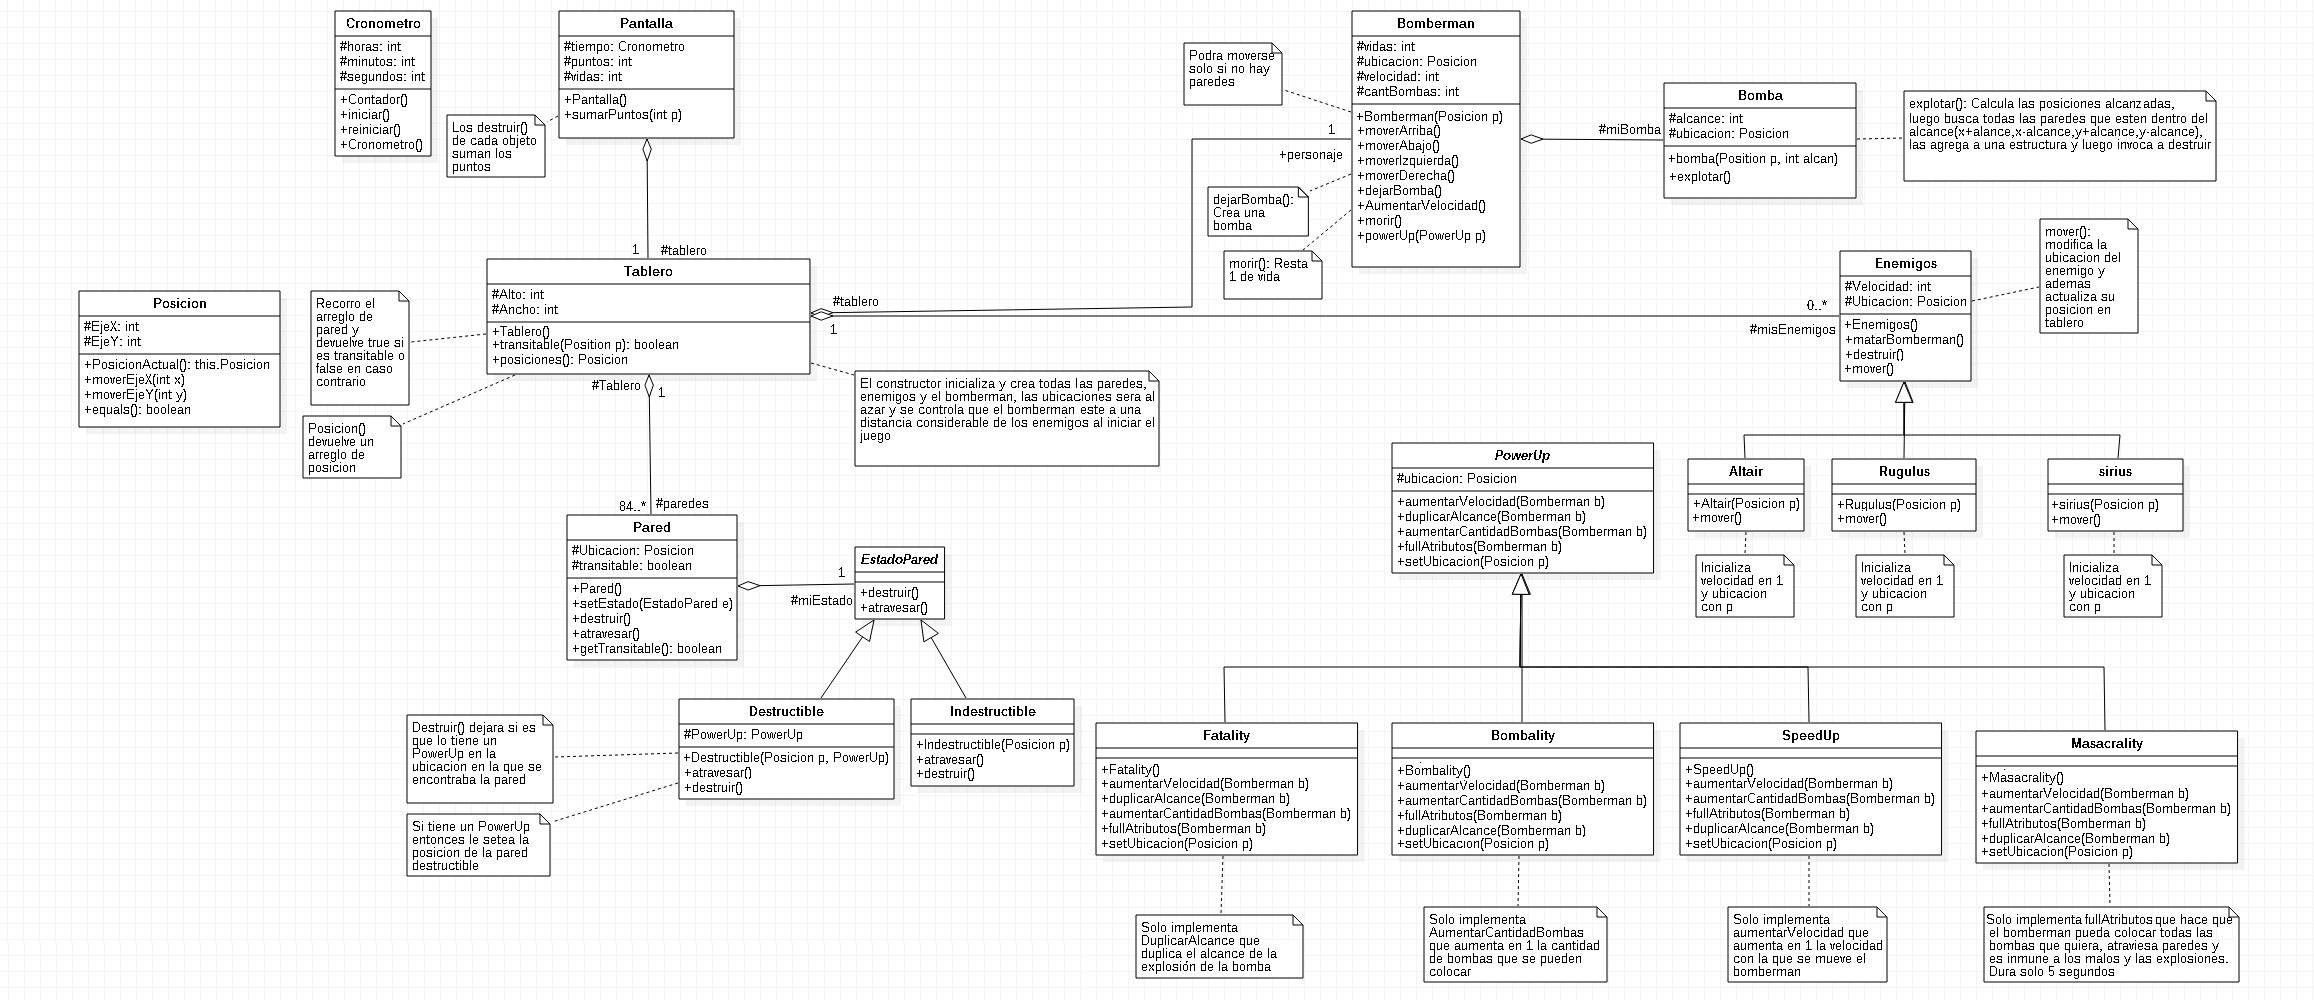 Cronometro
#horas: int
#minutos: int
#segundos: int
+Contador()
+iniciar()
+reiniciar()
+Cronometro()
Pantalla
#tiempo: Cronometro
#puntos: int
#vidas: int
+Pantalla()
+sumarPuntos(int p)
Los destruir()
de cada objeto
suman los
puntos
Podra moverse
solo si no hay
paredes
Bomberman
#vidas: int
#ubicacion: Posicion
#velocidad: int
#cantBombas: int
+Bomberman(Posicion p)
+moverArriba()
+moverAbajo()
+moverIzquierda()
+moverDerecha()
+dejarBomba()
+AumentarVelocidad()
+morir()
+powerUp(PowerUp p)
1
+personaje
dejarBomba():
Crea una
bomba
morir(): Resta
1 de vida
#miBomba
Bomba
#alcance: int
#ubicacion: Posicion
+bomba(Position p, int alcan)
+explotar()
explotar(): Calcula las posiciones alcanzadas,
luego busca todas las paredes que esten dentro del
alcance(x+alance,x-alcance,y+alcance,y-alcance),
las agrega a una estructura y luego invoca a destruir
1
#tablero
Tablero
#Alto: int
#Ancho: int
+Tablero()
+transitable(Position p): boolean
+posiciones(): Posicion
#tablero
1
0..*
#misEnemigos
Enemigos
#Velocidad: int
#Ubicacion: Posicion
+Enemigos()
+matarBomberman()
+destruir()
+mover()
mover():
modifica la
ubicacion del
enemigo y
ademas
actualiza su
posicion en
tablero
Posicion
#EjeX: int
#EjeY: int
+PosicionActual(): this.Posicion
+moverEjeX(int x)
+moverEjeY(int y)
+equals(): boolean
Recorro el
arreglo de
pared y
devuelve true si
es transitable o
false en caso
contrario
Posicion()
devuelve un
arreglo de
posicion
#Tablero
1
El constructor inicializa y crea todas las paredes,
enemigos y el bomberman, las ubicaciones sera al
azar y se controla que el bomberman este a una
distancia considerable de los enemigos al iniciar el
juego
84..*
#paredes
Pared
#Ubicacion: Posicion
#transitable: boolean
+Pared()
+setEstado(EstadoPared e)
+destruir()
+atravesar()
+getTransitable(): boolean
1
#miEstado
EstadoPared
+destruir()
+atravesar()
PowerUp
#ubicacion: Posicion
+aumentarVelocidad(Bomberman b)
+duplicarAlcance(Bomberman b)
+aumentarCantidadBombas(Bomberman b)
+fullAtributos(Bomberman b)
+setUbicacion(Posicion p)
Altair
+Altair(Posicion p)
+mover()
Rugulus
+Rugulus(Posicion p)
+mover()
sirius
+sirius(Posicion p)
+mover()
Inicializa
velocidad en 1
y ubicacion
con p
Inicializa
velocidad en 1
y ubicacion
con p
Inicializa
velocidad en 1
y ubicacion
con p
Destruir() dejara si es
que lo tiene un
PowerUp en la
ubicacion en la que se
encontraba la pared
Si tiene un PowerUp
entonces le setea la
posicion de la pared
destructible
Destructible
#PowerUp: PowerUp
+Destructible(Posicion p, PowerUp)
+atravesar()
+destruir()
Indestructible
+Indestructible(Posicion p)
+atravesar()
+destruir()
Fatality
+Fatality()
+aumentarVelocidad(Bomberman b)
+duplicarAlcance(Bomberman b)
+aumentarCantidadBombas(Bomberman b)
+fullAtributos(Bomberman b)
+setUbicacion(Posicion p)
Bombality
+Bombality()
+aumentarVelocidad(Bomberman b)
+aumentarCantidadBombas(Bomberman b)
+fullAtributos(Bomberman b)
+duplicarAlcance(Bomberman b)
+setUbicacion(Posicion p)
SpeedUp
+SpeedUp()
+aumentarVelocidad(Bomberman b)
+aumentarCantidadBombas(Bomberman b)
+fullAtributos(Bomberman b)
+duplicarAlcance(Bomberman b)
+setUbicacion(Posicion p)
Masacrality
+Masacrality()
+aumentarVelocidad(Bomberman b)
+aumentarCantidadBombas(Bomberman b)
+fullAtributos(Bomberman b)
+duplicarAlcance(Bomberman b)
+setUbicacion(Posicion p)
Solo implementa
DuplicarAlcance que
duplica el alcance de la
explosión de la bomba
Solo implementa
AumentarCantidadBombas
que aumenta en 1 la cantidad
de bombas que se pueden
colocar
Solo implementa
aumentarVelocidad que
aumenta en 1 la velocidad
con la que se mueve el
bomberman
Solo implementa fullAtributos que hace que
el bomberman pueda colocar todas las
bombas que quiera, atraviesa paredes y
es inmune a los malos y las explosiones.
Dura solo 5 segundos